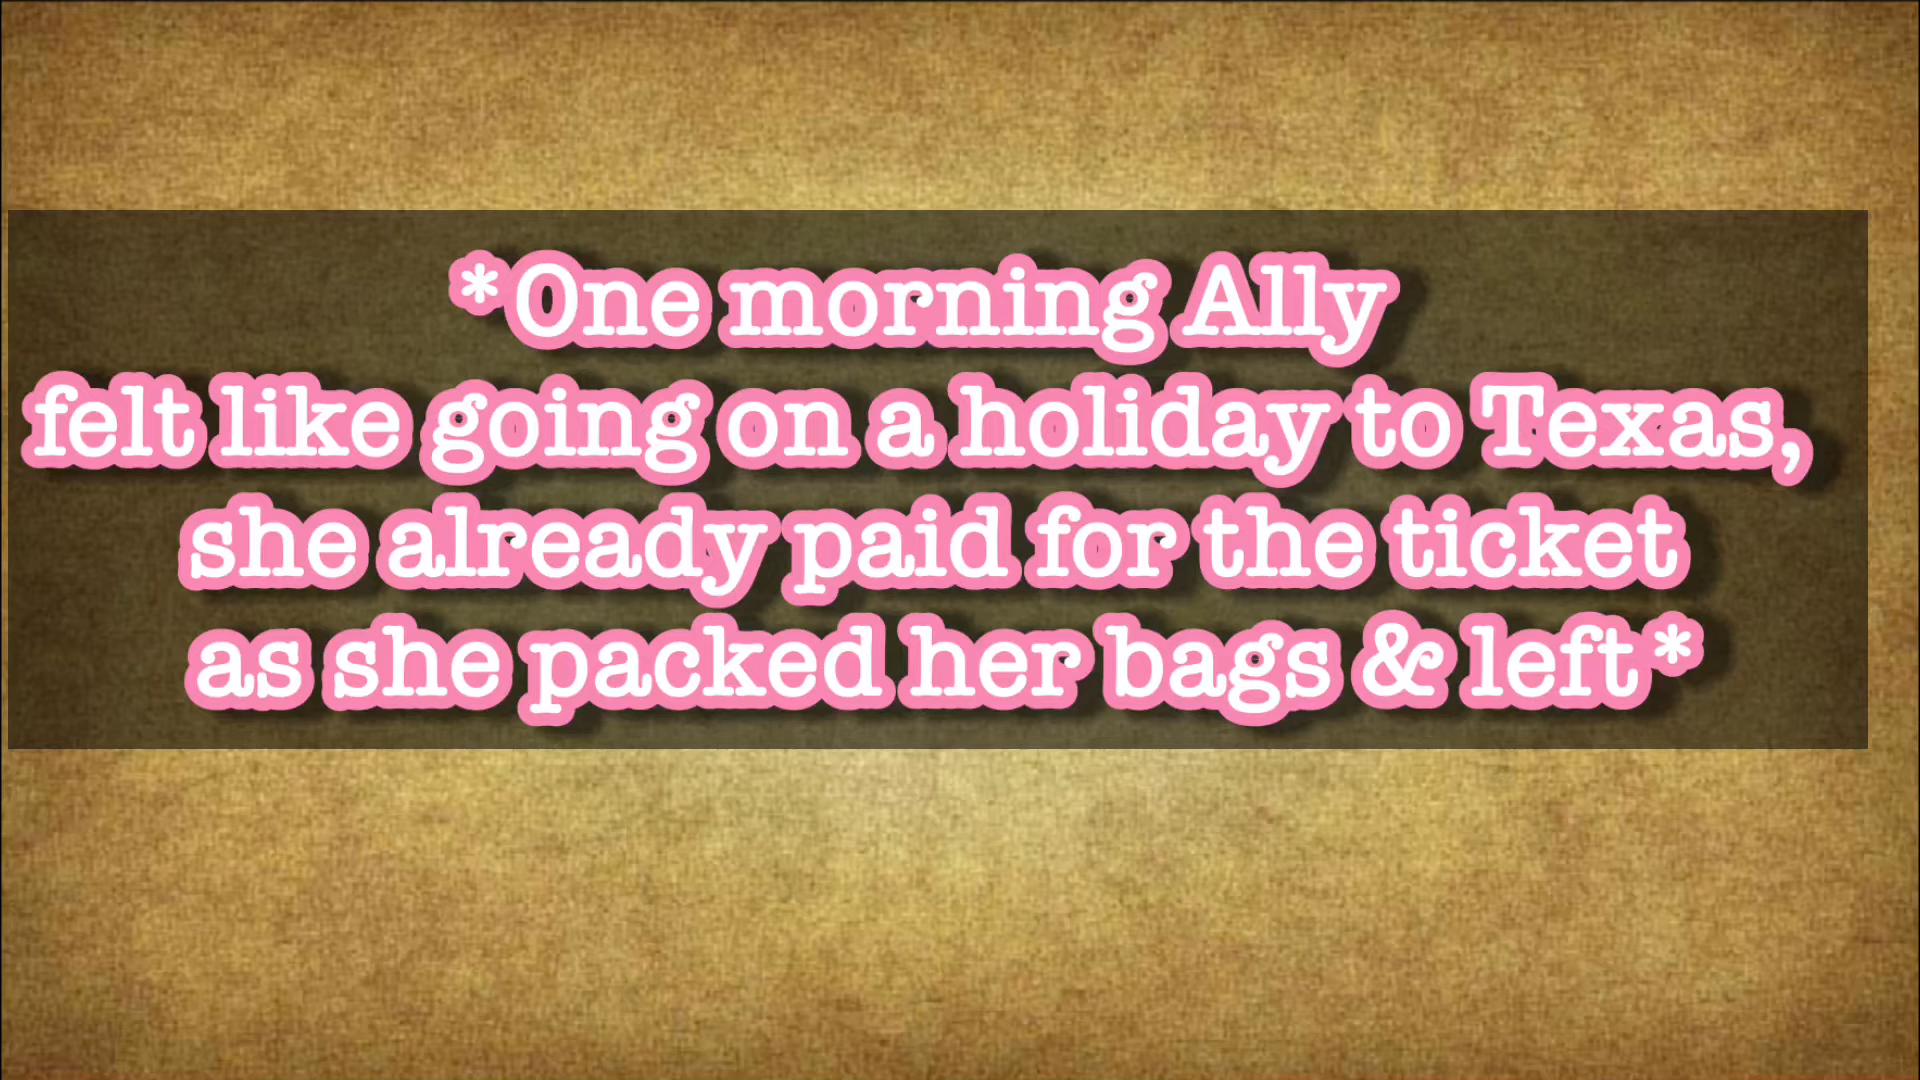 *One morning Ally
felt like going on a holiday to Texas,
she already paid for the ticket
as she packed her bags & left*